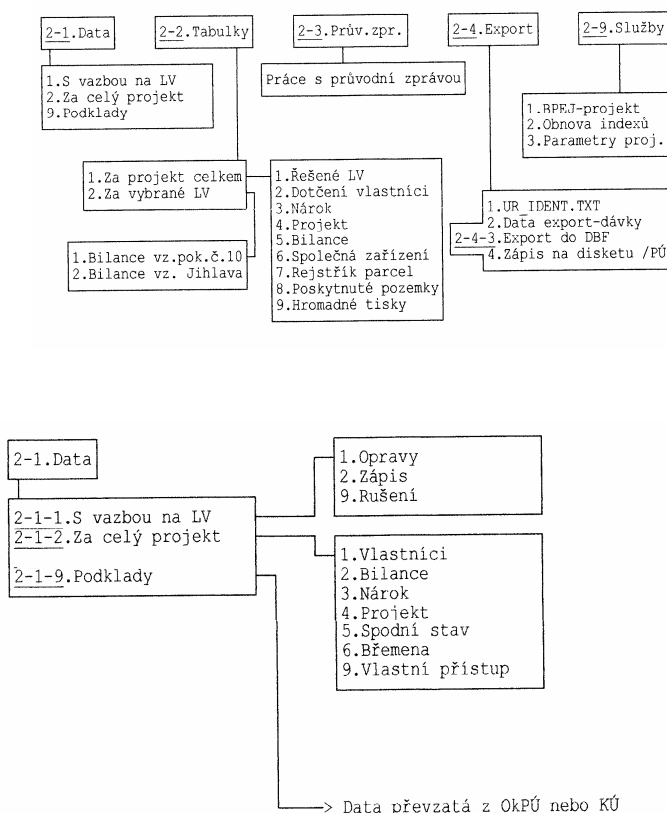 2-1.Data
2-2.Tabulky
2-3.Prův.zpr.
2-4.Export
2-9.Služby
1.S vazbou na LV
2.Za celý projekt
9.Podklady
Práce s průvodní zprávou
1.BPEJ-projekt
2.Obnova indexů
3.Parametry proj.
1.Za projekt celkem
2.Za vybrané LV
1.Řešené LV
2.Dotčení vlastníci
3.Nárok
4.Projekt
5.Bilance
6.Společná zařízení
7.Rejstřík parcel
8.Poskytnuté pozemky
9.Hromadné tisky
1.UR_IDENT.TXT
2.Data export-dávky
2-4-3.Export do DBF
4.Zápis na disketu /PÚ
1.Bilance vz.pok.č.10
2.Bilance vz. Jihlava
2-1.Data
2-1-1.S vazbou na LV
2-1-2.Za celý projekt
2-1-9.Podklady
1.Opravy
2.Zápis
9.Rušení
1.Vlastníci
2.Bilance
3.Nárok
4.Projekt
5.Spodní stav
6.Břemena
9.Vlastní přístup
> Data převzatá z OkPÚ nebo KÚ